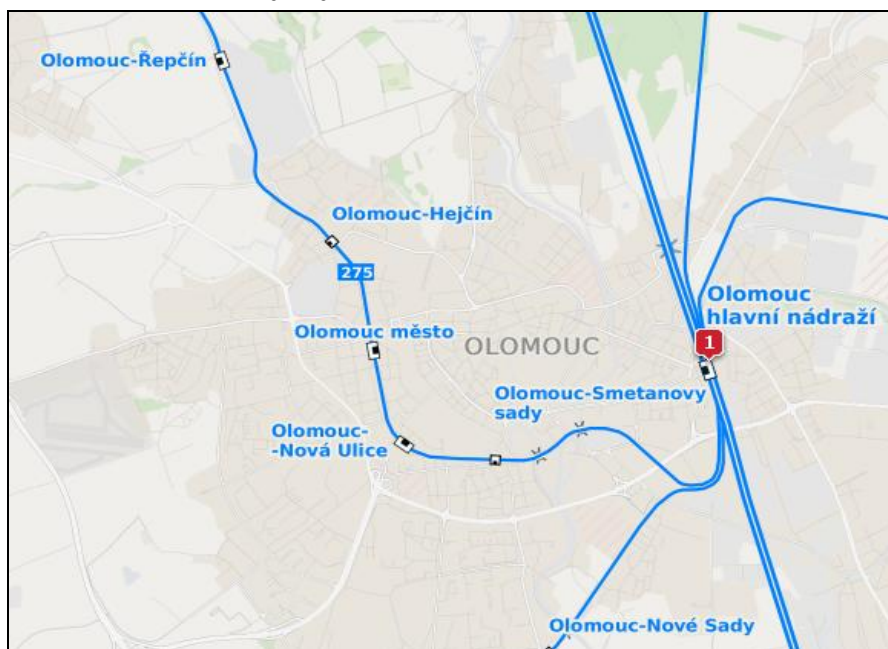 Olomouc-Řepčín
Olomouc-Hejčín
275
Olomouc
hlavní nádraží
1
Olomouc město
OLOMOUC
Olomouc-Smetanovy
sady
Olomouc-
-Nová Ulice
Olomouc-Nové Sady